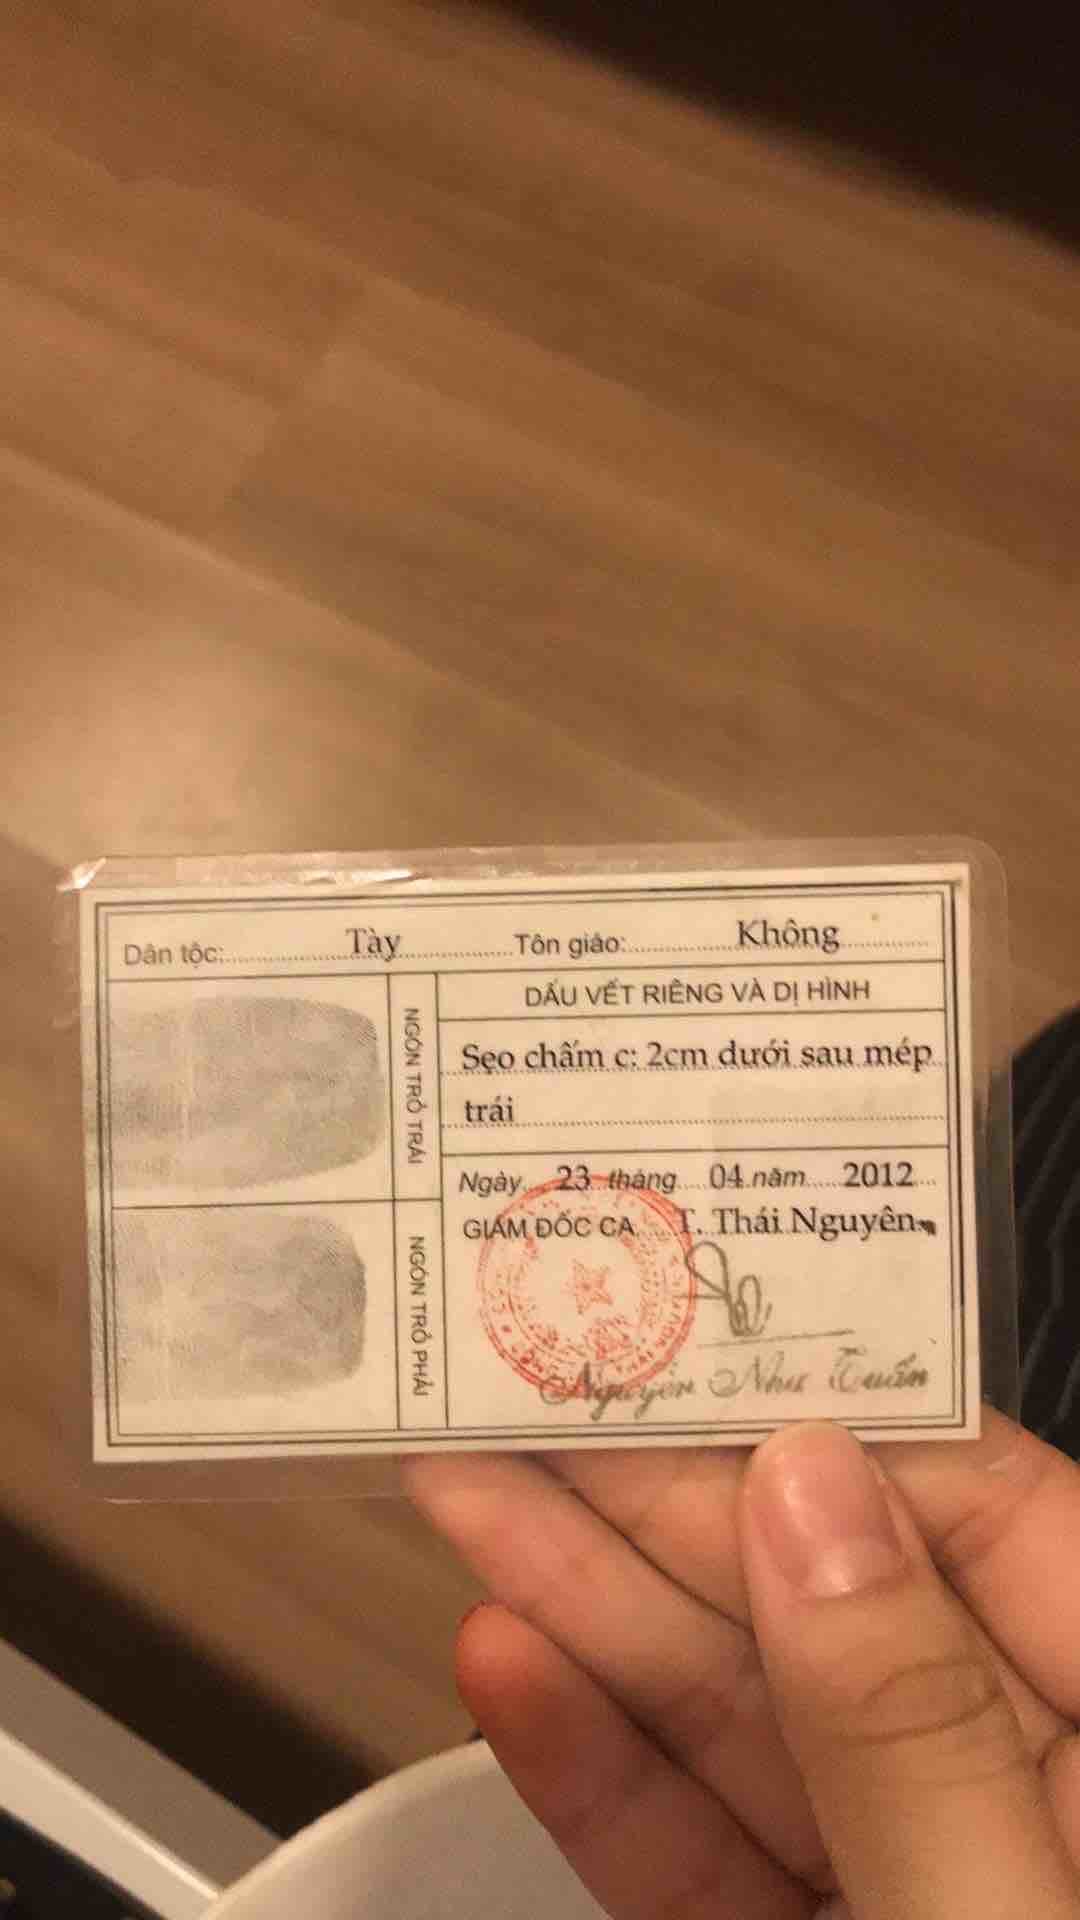 Dân tộc: Tày Tôn giáo: Không
DẤU VẾT RIÊNG VÀ DỊ HÌNH
Sẹo chấm c: 2cm dưới sau mép
trái
NGÓN TRỎ TRÁI
Ngày 23 tháng 04 năm 2012
GIÁM ĐỐC CA T. Thái Nguyên
NGÓN TRỎ PHẢI
Nguyễn Như Tuấn